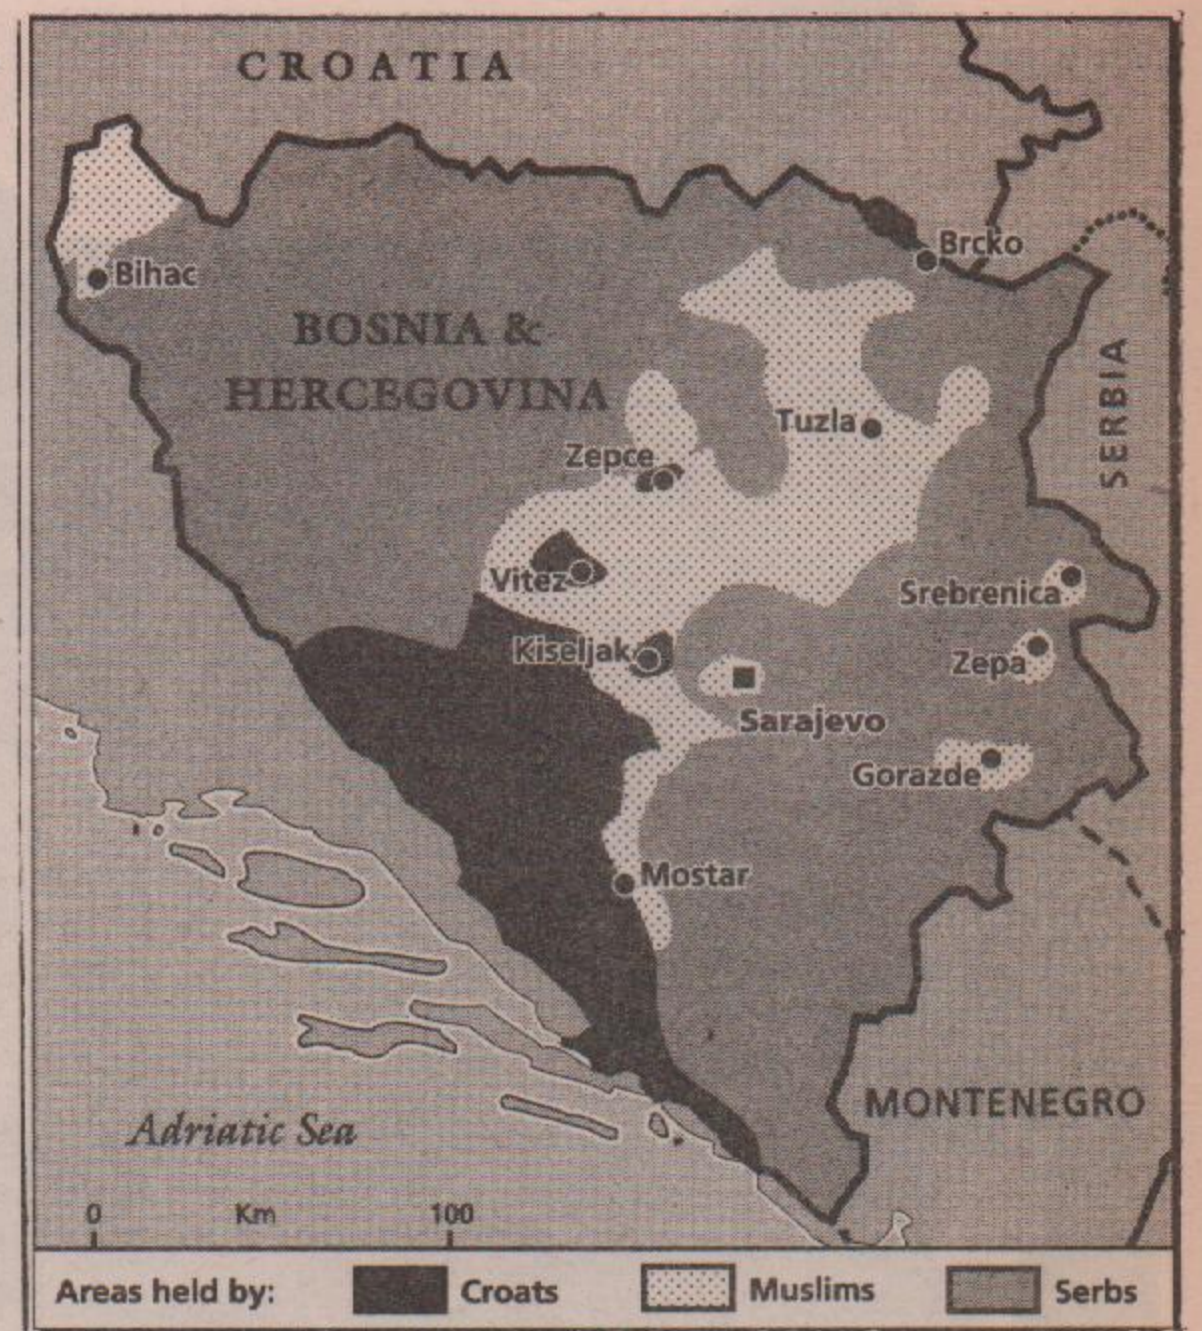 CROATIA
Brcko
Bihac
BOSNIA &
HERCEGOVINA
SERBIA
Tuzla
Zepce
Vitez
Srebrenica
Kiseljak
Zepa
Sarajevo
Gorazde
Mostar
MONTENEGRO
Adriatic Sea
0 Km 100
Areas held by: Croats Muslims Serbs